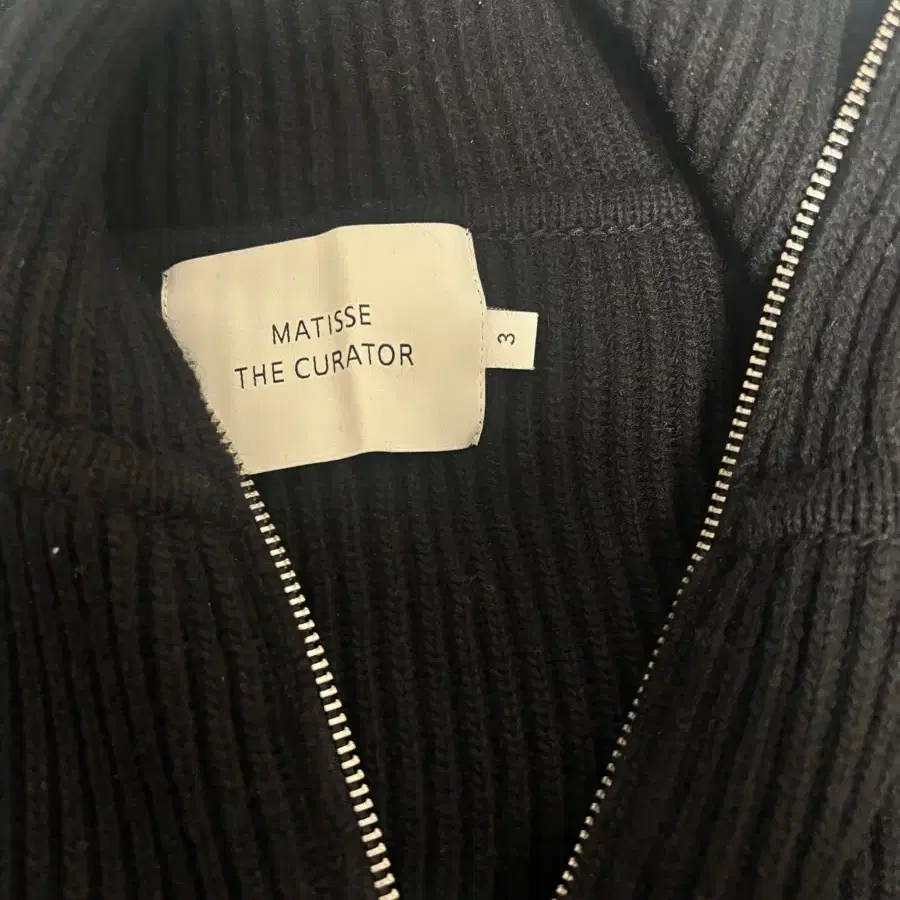 MATISSE
THE CURATOR
3